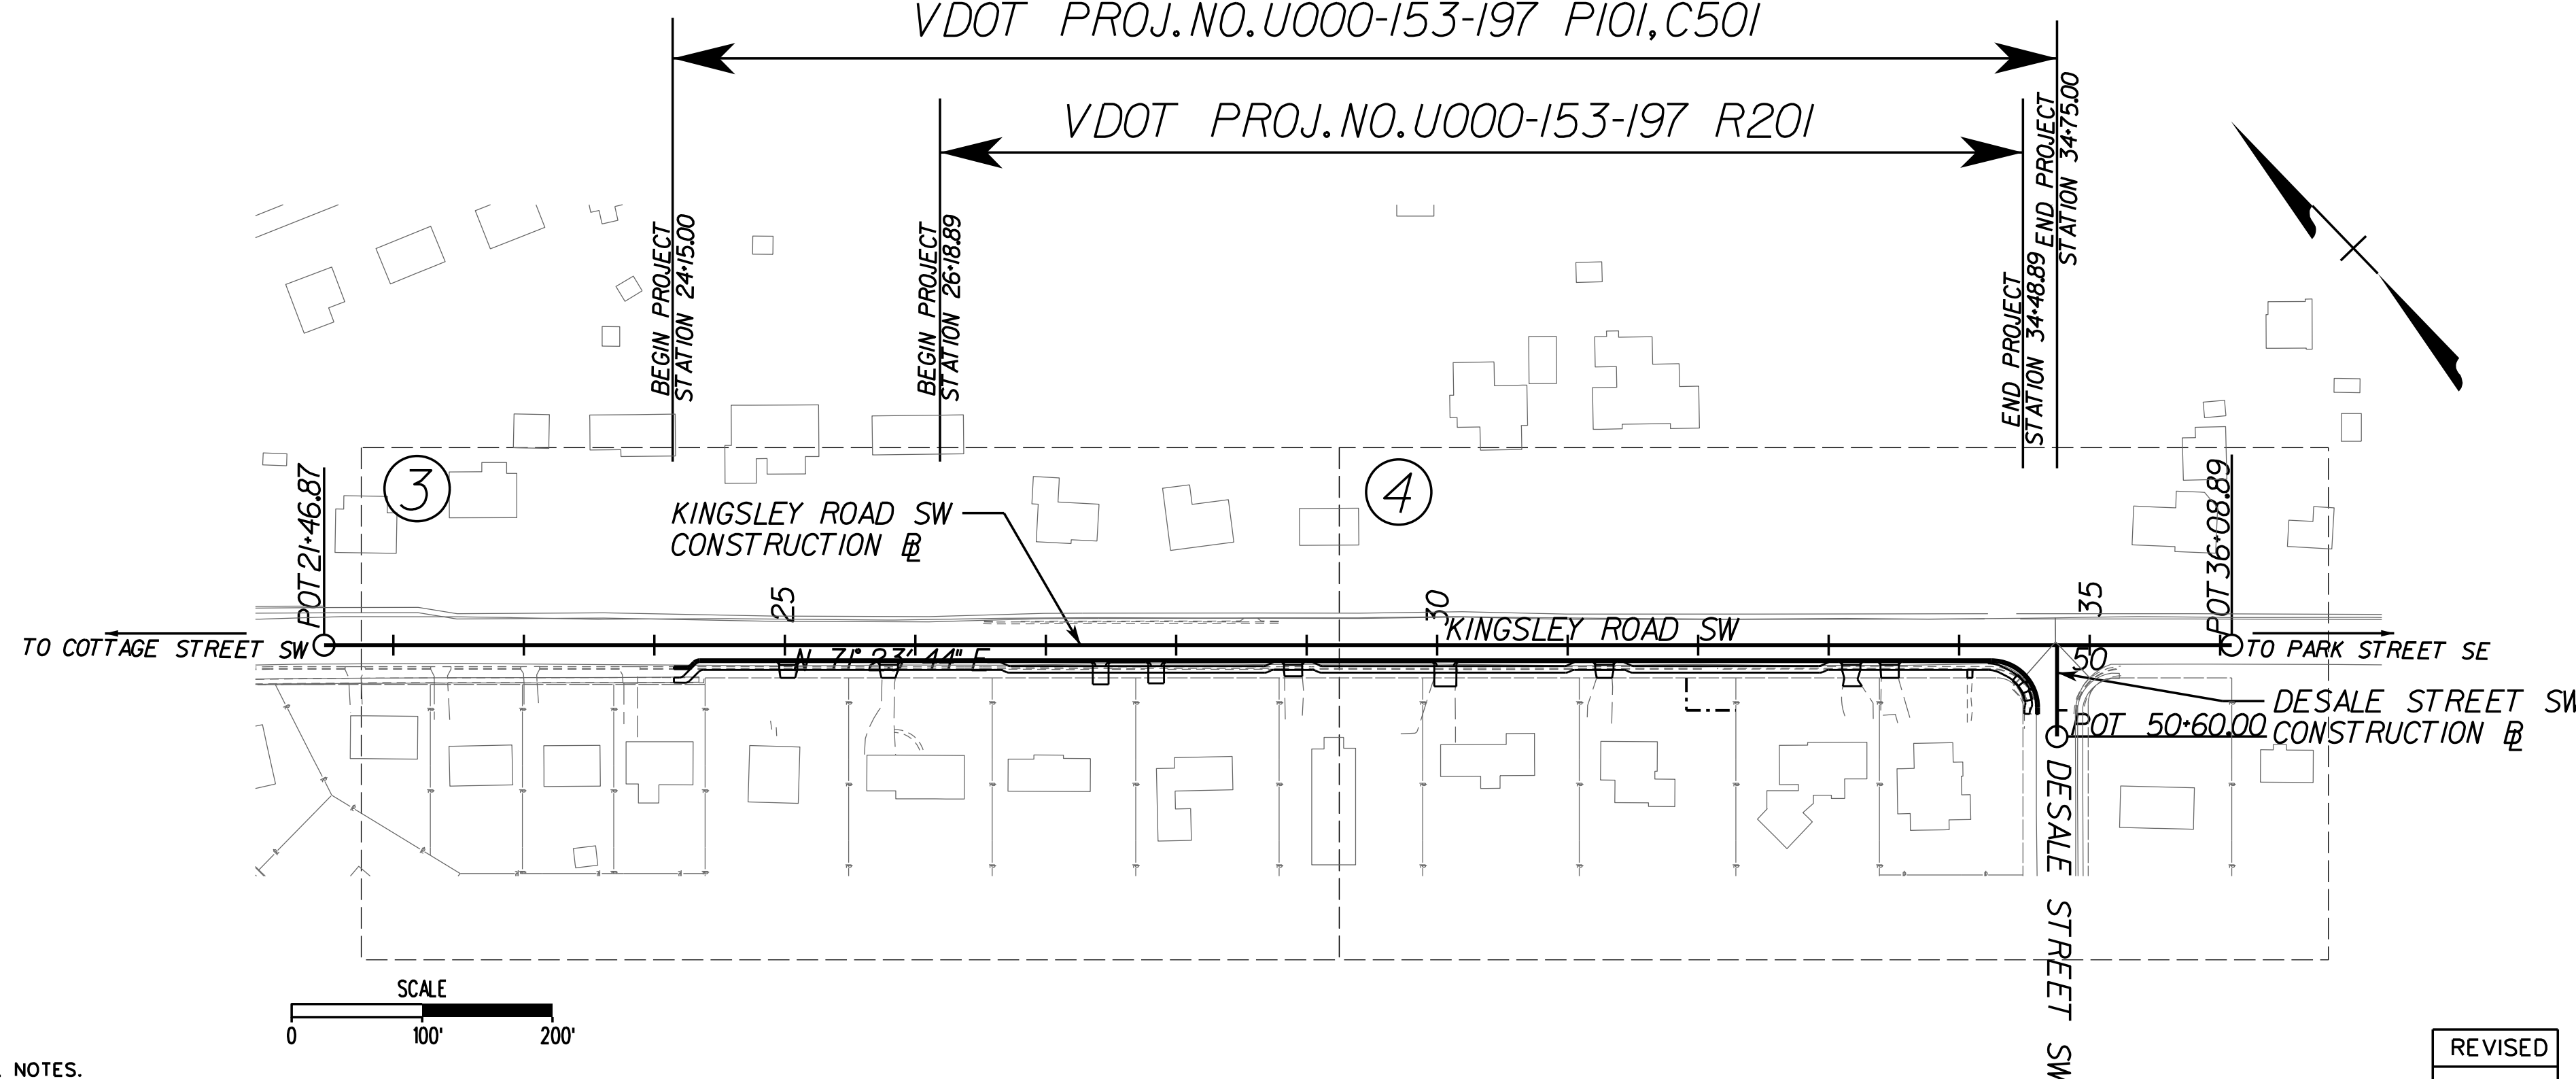 VDOT PROJ. NO. U000-153-197 P101, C501
VDOT PROJ. NO. U000-153-197 R201
BEGIN PROJECT
STATION 24+15.00
BEGIN PROJECT
STATION 26+18.89
END PROJECT
STATION 34+48.89
END PROJECT
STATION 34+75.00
3
4
POT 21+46.87
KINGSLEY ROAD SW
CONSTRUCTION BL
POT 36+08.89
25
30
35
KINGSLEY ROAD SW
TO COTTAGE STREET SW
TO PARK STREET SE
N 71° 23' 44" E
50
DESALE STREET SW
CONSTRUCTION BL
POT 50+60.00
DESALE STREET SW
SCALE
0 100' 200'
NOTES.
REVISED